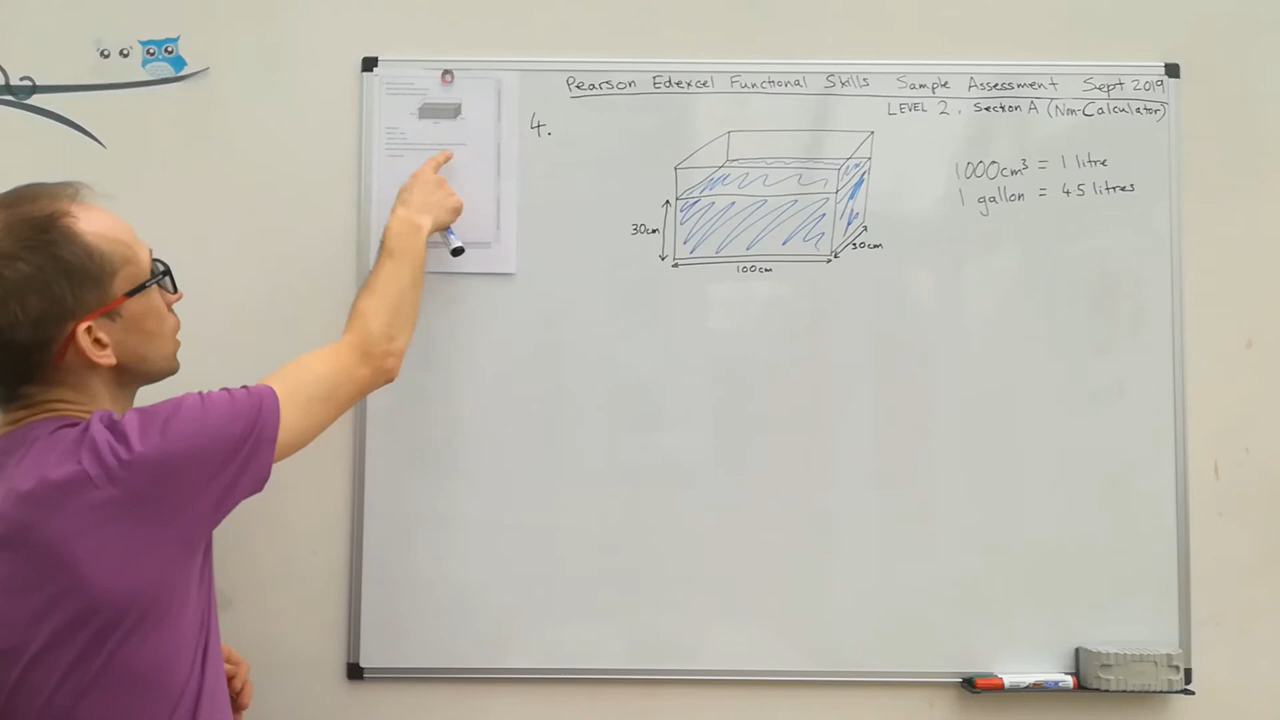 Pearson Edexcel Functional Skills Sample Assessment Sept 2019
LEVEL 2, Section A (Non-Calculator)
4.
1000cm³ = 1 litre
1 gallon = 4.5 litres
30cm
30cm
100cm